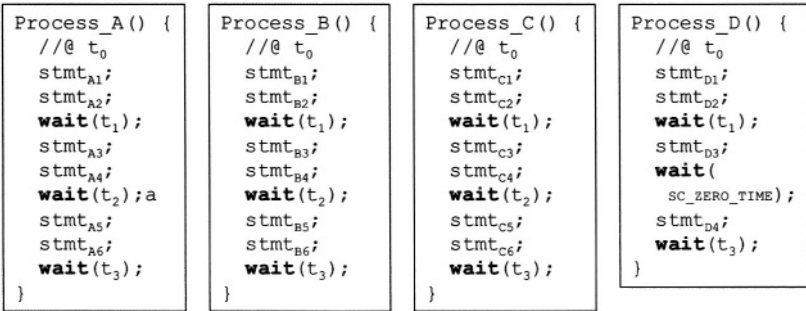 Process_A() {
//@ t0
stmtA1;
stmtA2;
wait(t1);
stmtA3;
stmtA4;
wait(t2);a
stmtA5;
stmtA6;
wait(t3);
}
Process_B() {
//@ t0
stmtB1;
stmtB2;
wait(t1);
stmtB3;
stmtB4;
wait(t2);
stmtB5;
stmtB6;
wait(t3);
}
Process_C() {
//@ t0
stmtC1;
stmtC2;
wait(t1);
stmtC3;
stmtC4;
wait(t2);
stmtC5;
stmtC6;
wait(t3);
}
Process_D() {
//@ t0
stmtD1;
stmtD2;
wait(t1);
stmtD3;
wait(
SC_ZERO_TIME);
stmtD4;
wait(t3);
}